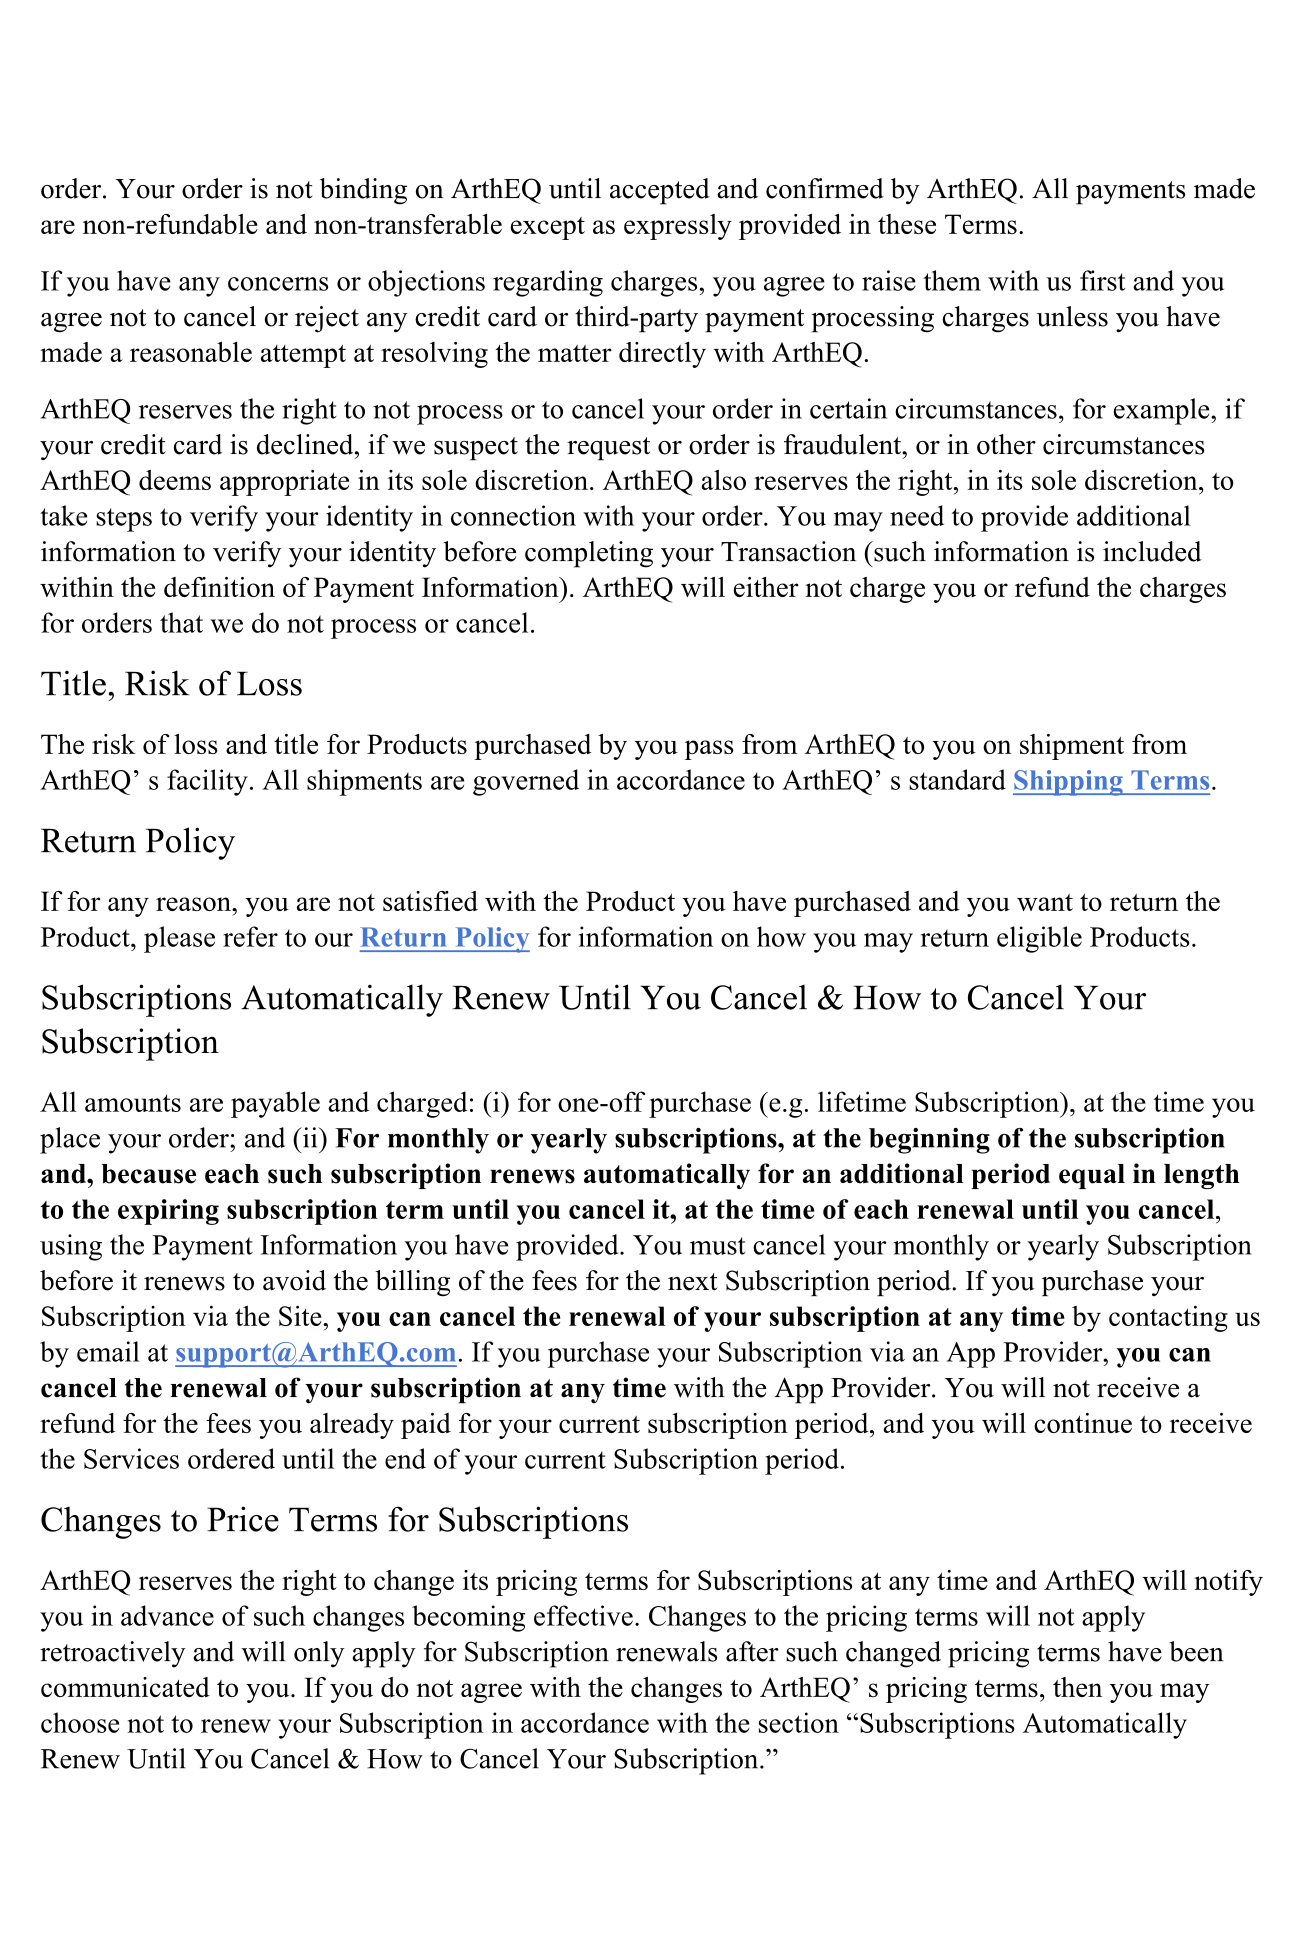 order. Your order is not binding on ArthEQ until accepted and confirmed by ArthEQ. All payments made
are non-refundable and non-transferable except as expressly provided in these Terms.
If you have any concerns or objections regarding charges, you agree to raise them with us first and you
agree not to cancel or reject any credit card or third-party payment processing charges unless you have
made a reasonable attempt at resolving the matter directly with ArthEQ.
ArthEQ reserves the right to not process or to cancel your order in certain circumstances, for example, if
your credit card is declined, if we suspect the request or order is fraudulent, or in other circumstances
ArthEQ deems appropriate in its sole discretion. ArthEQ also reserves the right, in its sole discretion, to
take steps to verify your identity in connection with your order. You may need to provide additional
information to verify your identity before completing your Transaction (such information is included
within the definition of Payment Information). ArthEQ will either not charge you or refund the charges
for orders that we do not process or cancel.
Title, Risk of Loss
The risk of loss and title for Products purchased by you pass from ArthEQ to you on shipment from
ArthEQ’ s facility. All shipments are governed in accordance to ArthEQ’ s standard Shipping Terms.
Return Policy
If for any reason, you are not satisfied with the Product you have purchased and you want to return the
Product, please refer to our Return Policy for information on how you may return eligible Products.
Subscriptions Automatically Renew Until You Cancel & How to Cancel Your
Subscription
All amounts are payable and charged: (i) for one-off purchase (e.g. lifetime Subscription), at the time you
place your order; and (ii) For monthly or yearly subscriptions, at the beginning of the subscription
and, because each such subscription renews automatically for an additional period equal in length
to the expiring subscription term until you cancel it, at the time of each renewal until you cancel,
using the Payment Information you have provided. You must cancel your monthly or yearly Subscription
before it renews to avoid the billing of the fees for the next Subscription period. If you purchase your
Subscription via the Site, you can cancel the renewal of your subscription at any time by contacting us
by email at support@ArthEQ.com. If you purchase your Subscription via an App Provider, you can
cancel the renewal of your subscription at any time with the App Provider. You will not receive a
refund for the fees you already paid for your current subscription period, and you will continue to receive
the Services ordered until the end of your current Subscription period.
Changes to Price Terms for Subscriptions
ArthEQ reserves the right to change its pricing terms for Subscriptions at any time and ArthEQ will notify
you in advance of such changes becoming effective. Changes to the pricing terms will not apply
retroactively and will only apply for Subscription renewals after such changed pricing terms have been
communicated to you. If you do not agree with the changes to ArthEQ’ s pricing terms, then you may
choose not to renew your Subscription in accordance with the section “Subscriptions Automatically
Renew Until You Cancel & How to Cancel Your Subscription.”